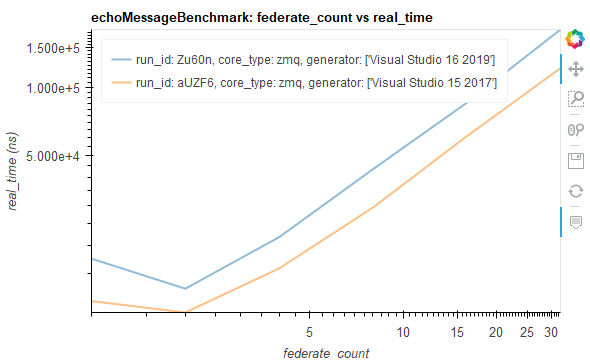 echoMessageBenchmark: federate_count vs real_time
run_id: Zu60n, core_type: zmq, generator: ['Visual Studio 16 2019']
run_id: aUZF6, core_type: zmq, generator: ['Visual Studio 15 2017']
1.500e+5
1.000e+5
5.000e+4
real_time (ns)
5 10 15 20 25 30
federate_count